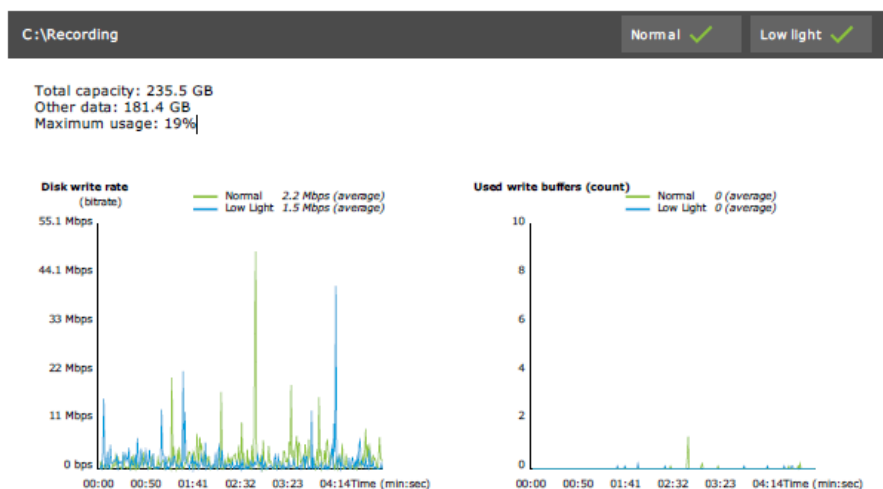 C:\Recording
Normal
Low light
Total capacity: 235.5 GB
Other data: 181.4 GB
Maximum usage: 19%
Disk write rate
(bitrate)
Normal 2.2 Mbps (average)
Low Light 1.5 Mbps (average)
55.1 Mbps
44.1 Mbps
33 Mbps
22 Mbps
11 Mbps
0 bps
00:00 00:50 01:41 02:32 03:23 04:14Time (min:sec)
Used write buffers (count)
Normal 0 (average)
Low Light 0 (average)
10
8
6
4
2
0
00:00 00:50 01:41 02:32 03:23 04:14Time (min:sec)